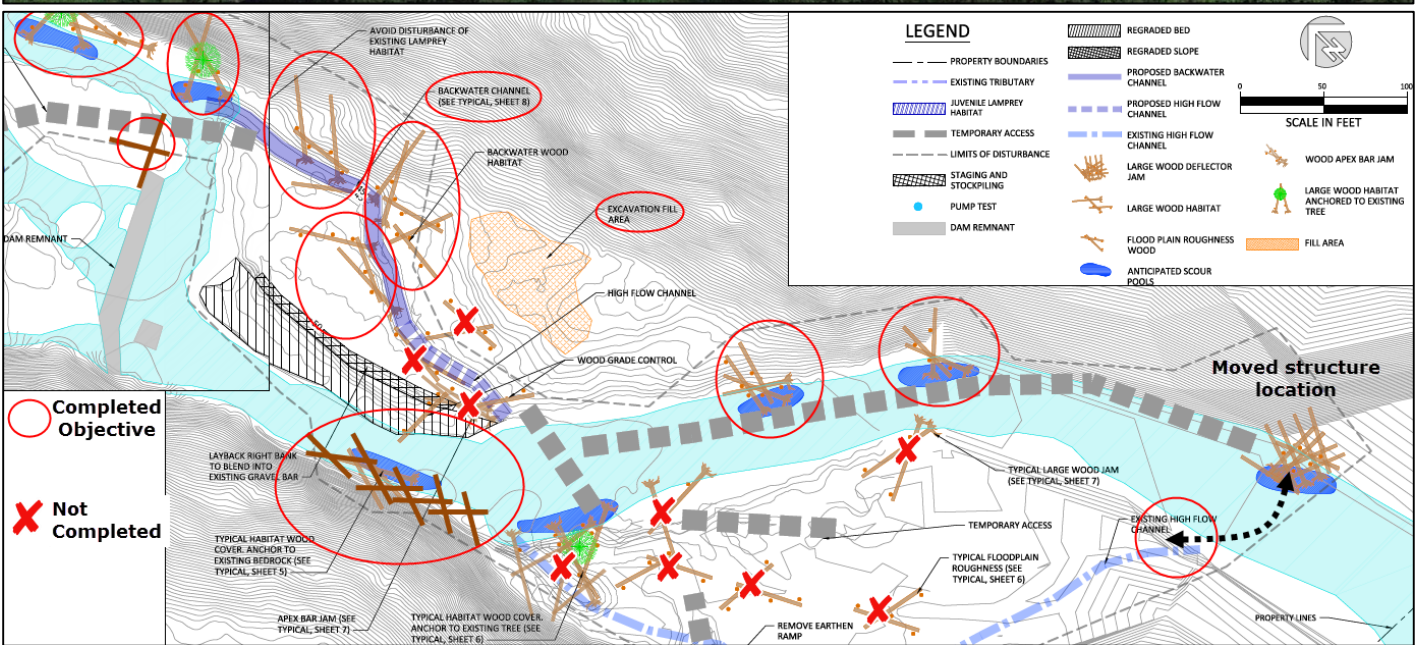 AVOID DISTURBANCE OF
EXISTING LAMPREY
HABITAT
BACKWATER CHANNEL
(SEE TYPICAL, SHEET 8)
BACKWATER WOOD
HABITAT
EXCAVATION FILL
AREA
DAM REMNANT
HIGH FLOW CHANNEL
WOOD GRADE CONTROL
LEGEND
PROPERTY BOUNDARIES
EXISTING TRIBUTARY
JUVENILE LAMPREY
HABITAT
TEMPORARY ACCESS
LIMITS OF DISTURBANCE
STAGING AND
STOCKPILING
PUMP TEST
DAM REMNANT
REGRADED BED
REGRADED SLOPE
PROPOSED BACKWATER
CHANNEL
PROPOSED HIGH FLOW
CHANNEL
EXISTING HIGH FLOW
CHANNEL
LARGE WOOD DEFLECTOR
JAM
LARGE WOOD HABITAT
FLOOD PLAIN ROUGHNESS
WOOD
ANTICIPATED SCOUR
POOLS
0 50 100
SCALE IN FEET
WOOD APEX BAR JAM
LARGE WOOD HABITAT
ANCHORED TO EXISTING
TREE
FILL AREA
Moved structure
location
Completed
Objective
Not
Completed
LAYBACK RIGHT BANK
TO BLEND INTO
EXISTING GRAVEL BAR
TYPICAL HABITAT WOOD
COVER. ANCHOR TO
EXISTING BEDROCK (SEE
TYPICAL, SHEET 5)
APEX BAR JAM (SEE
TYPICAL, SHEET 7)
TYPICAL HABITAT WOOD COVER.
ANCHOR TO EXISTING TREE (SEE
TYPICAL, SHEET 6)
TYPICAL LARGE WOOD JAM
(SEE TYPICAL, SHEET 7)
TEMPORARY ACCESS
EXISTING HIGH FLOW
CHANNEL
TYPICAL FLOODPLAIN
ROUGHNESS (SEE
TYPICAL, SHEET 6)
REMOVE EARTHEN
RAMP
PROPERTY LINES